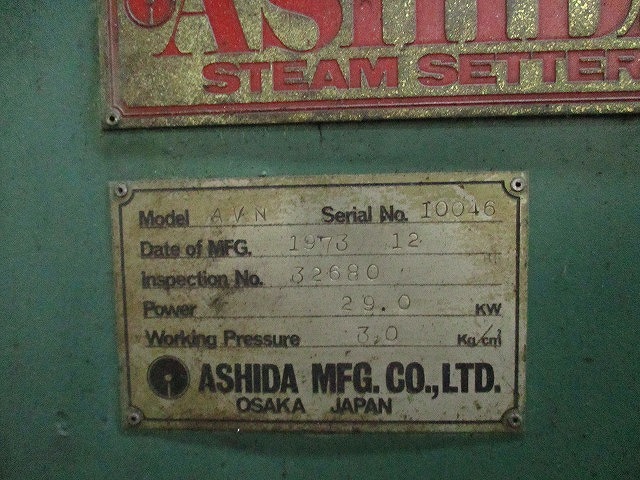 ASHIDA
STEAM SETTER
Model AVN Serial No. I0046
Date of MFG. 1973 12
Inspection No. 32680
Power 29.0 KW
Working Pressure 3.0 Kg/cm²
ASHIDA MFG. CO., LTD.
OSAKA JAPAN